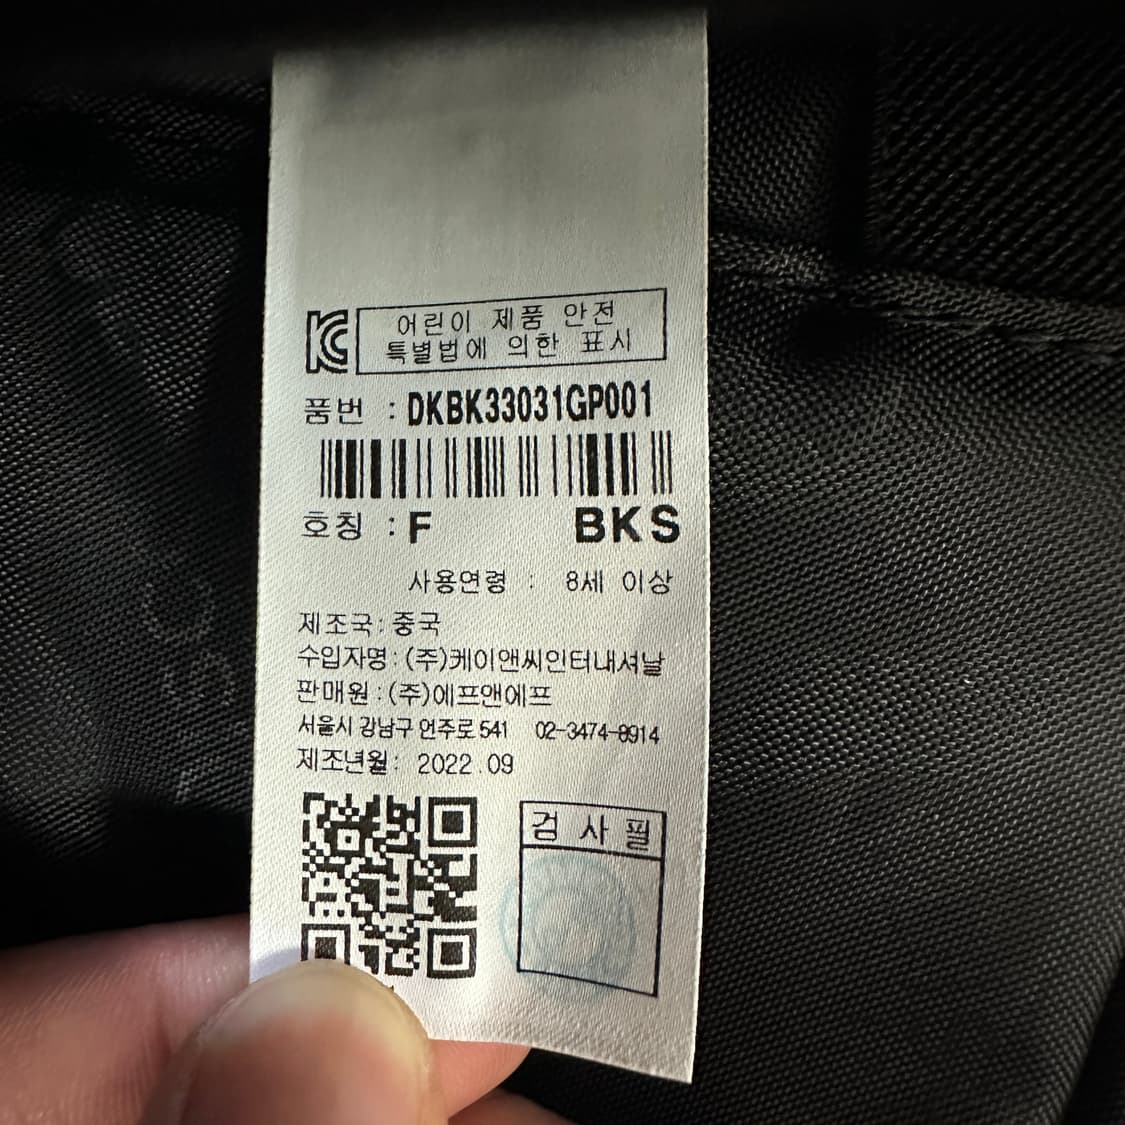 KC
어린이 제품 안전
특별법에 의한 표시
품번 : DKBK33031GP001
호칭 : F BKS
사용연령 : 8세 이상
제조국: 중국
수입자명: (주)케이앤씨인터내셔날
판매원 : (주)에프앤에프
서울시 강남구 언주로 541 02-3474-8914
제조년월: 2022.09
검사필